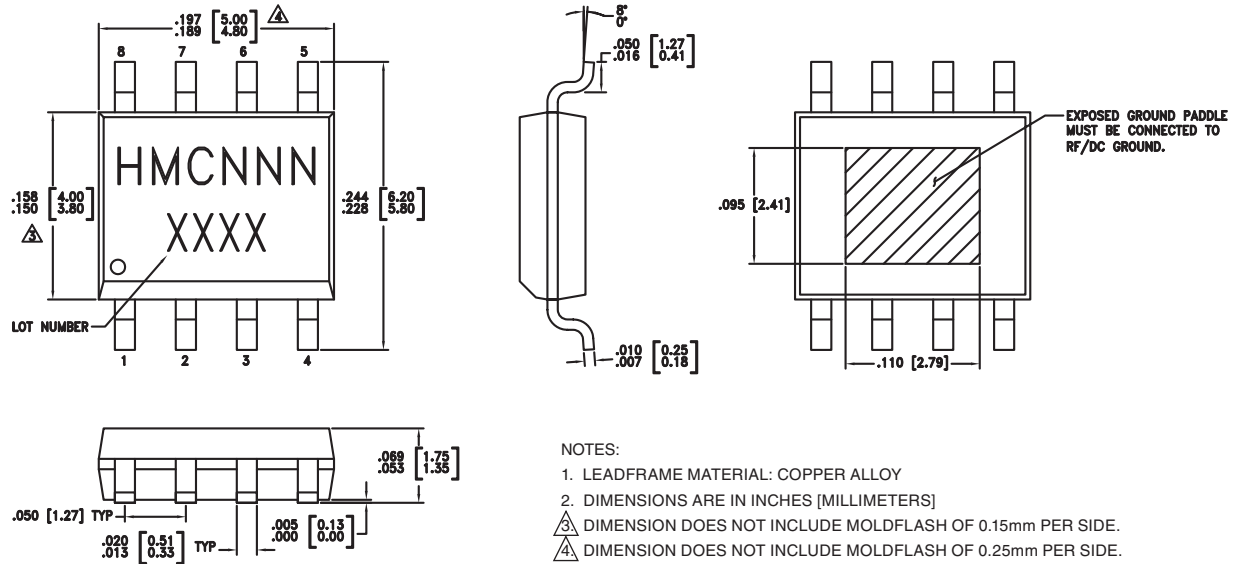 .197 [5.00]
.189 [4.80]
4
8 7 6 5
HMCNNN
XXXX
.158 [4.00]
.150 [3.80]
3
.244 [6.20]
.228 [5.80]
LOT NUMBER
1 2 3 4
8°
0°
.050 [1.27]
.016 [0.41]
.010 [0.25]
.007 [0.18]
EXPOSED GROUND PADDLE
MUST BE CONNECTED TO
RF/DC GROUND.
.095 [2.41]
.110 [2.79]
.069 [1.75]
.053 [1.35]
.050 [1.27] TYP
.020 [0.51]
.013 [0.33]
TYP
.005 [0.13]
.000 [0.00]
NOTES:
1. LEADFRAME MATERIAL: COPPER ALLOY
2. DIMENSIONS ARE IN INCHES [MILLIMETERS]
3. DIMENSION DOES NOT INCLUDE MOLDFLASH OF 0.15mm PER SIDE.
4. DIMENSION DOES NOT INCLUDE MOLDFLASH OF 0.25mm PER SIDE.